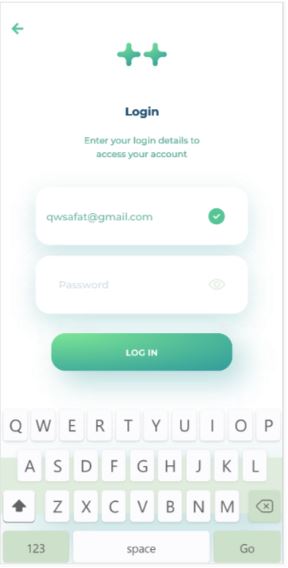 Login
Enter your login details to
access your account
qwsafat@gmail.com
Password
LOG IN
Q W E R T Y U I O P
A S D F G H J K L
Z X C V B N M
123 space Go